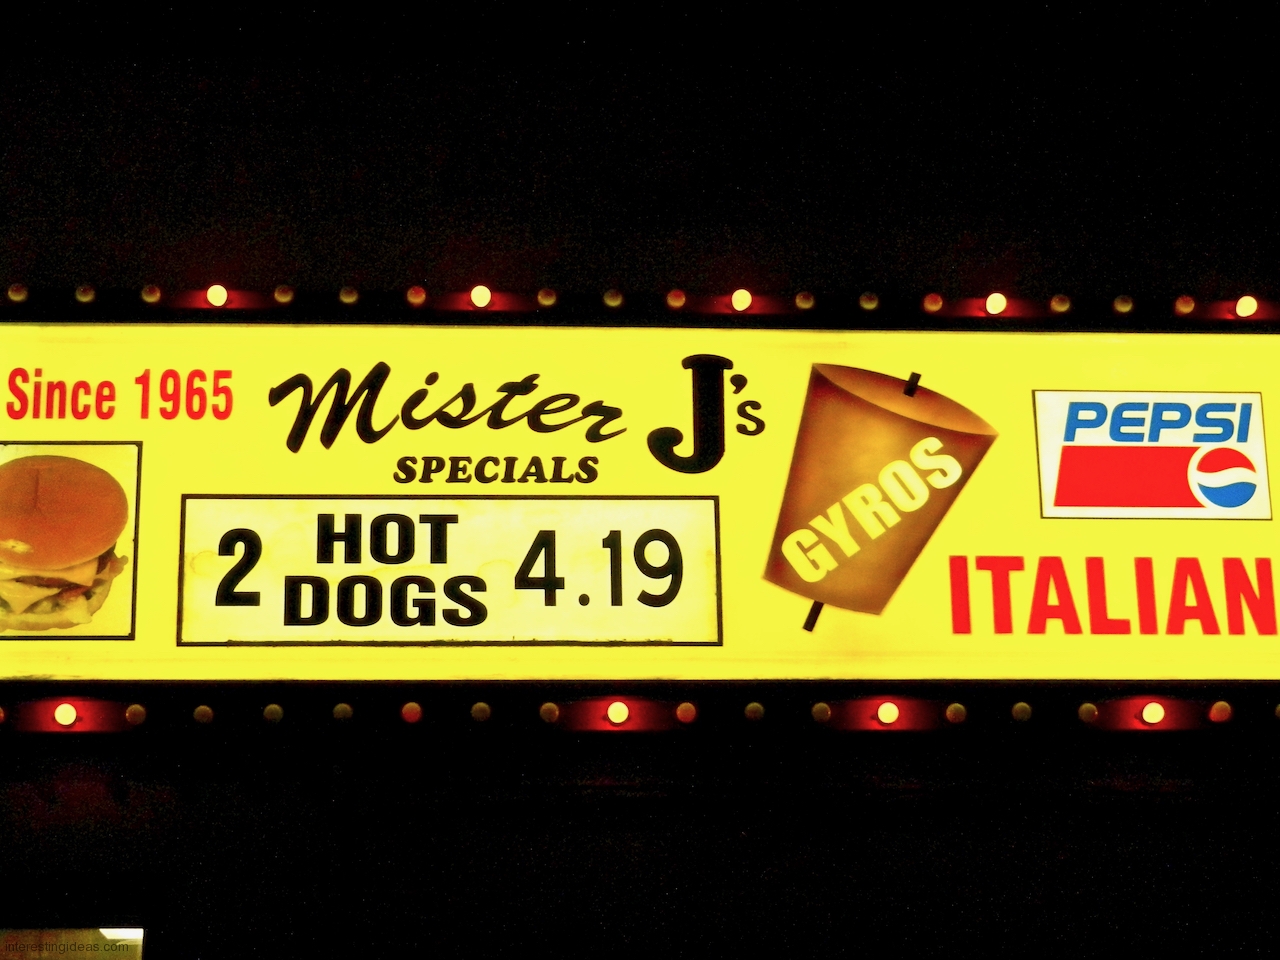 Since 1965
Mister J's
SPECIALS
2 HOT DOGS 4.19
GYROS
PEPSI
ITALIAN
interestingideas.com